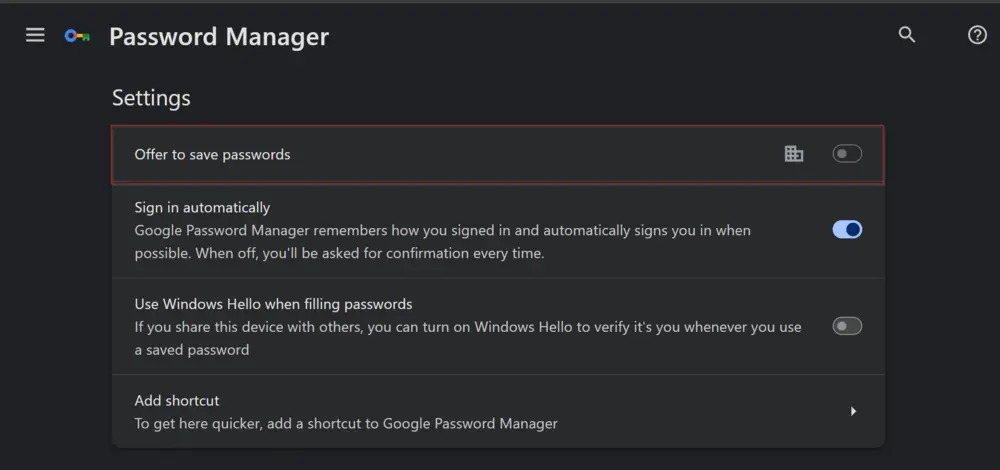 Password Manager
Settings
Offer to save passwords
Sign in automatically
Google Password Manager remembers how you signed in and automatically signs you in when
possible. When off, you'll be asked for confirmation every time.
Use Windows Hello when filling passwords
If you share this device with others, you can turn on Windows Hello to verify it's you whenever you use
a saved password
Add shortcut
To get here quicker, add a shortcut to Google Password Manager